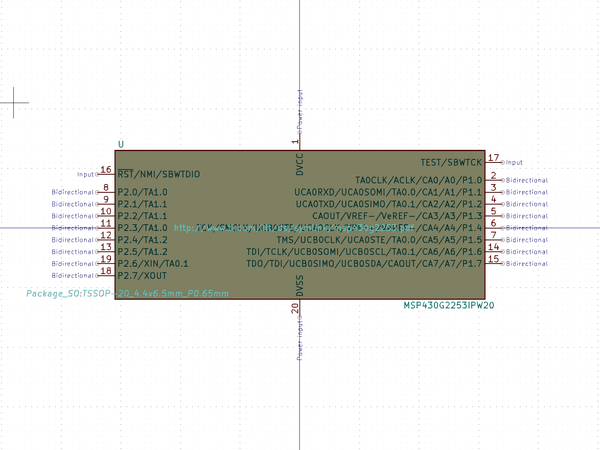 Power input
1
DVCC
U
16
Input
RST/NMI/SBWTDIO
TEST/SBWTCK
17
Input
TA0CLK/ACLK/CA0/A0/P1.0
2
Bidirectional
Bidirectional
8
P2.0/TA1.0
UCA0RXD/UCA0SOMI/TA0.0/CA1/A1/P1.1
3
Bidirectional
Bidirectional
9
P2.1/TA1.1
UCA0TXD/UCA0SIMO/TA0.1/CA2/A2/P1.2
4
Bidirectional
Bidirectional
10
P2.2/TA1.1
CAOUT/VREF-/VeREF-/CA3/A3/P1.3
5
Bidirectional
Bidirectional
11
P2.3/TA1.0
/CA4/A4/P1.4
6
Bidirectional
Bidirectional
12
P2.4/TA1.2
TMS/UCB0CLK/UCA0STE/TA0.0/CA5/A5/P1.5
7
Bidirectional
Bidirectional
13
P2.5/TA1.2
TDI/TCLK/UCB0SOMI/UCB0SCL/TA0.1/CA6/A6/P1.6
14
Bidirectional
Bidirectional
19
P2.6/XIN/TA0.1
TDO/TDI/UCB0SIMO/UCB0SDA/CAOUT/CA7/A7/P1.7
15
Bidirectional
Bidirectional
18
P2.7/XOUT
DVSS
20
Power input
Package_SO:TSSOP-20_4.4x6.5mm_P0.65mm
MSP430G2253IPW20